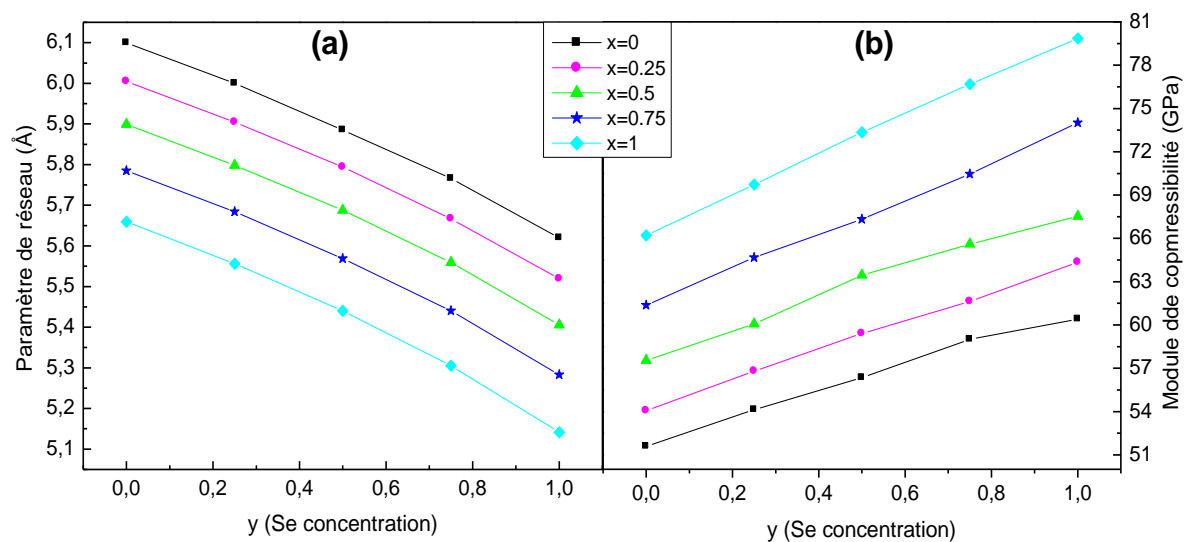 (a)
(b)
x=0
x=0.25
x=0.5
x=0.75
x=1
Paramètre de réseau (Å)
6,1
6,0
5,9
5,8
5,7
5,6
5,5
5,4
5,3
5,2
5,1
0,0 0,2 0,4 0,6 0,8 1,0
y (Se concentration)
0,0 0,2 0,4 0,6 0,8 1,0
y (Se concentration)
81
78
75
72
69
66
63
60
57
54
51
Module dde copmressibilité (GPa)